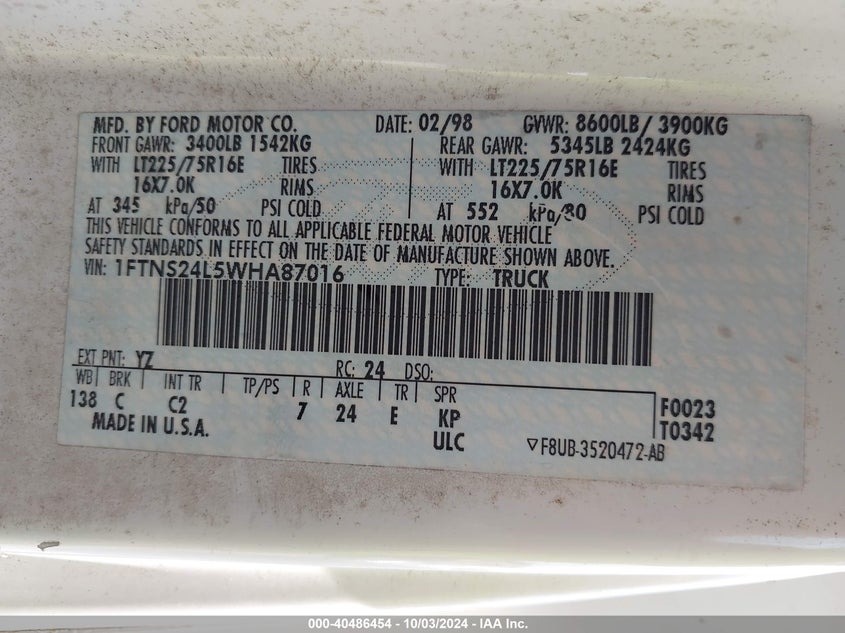 MFD. BY FORD MOTOR CO. DATE: 02/98 GVWR: 8600LB/ 3900KG
FRONT GAWR: 3400LB 1542KG REAR GAWR: 5345LB 2424KG
WITH LT225/75R16E TIRES WITH LT225/75R16E TIRES
16X7.0K RIMS 16X7.0K RIMS
AT 345 kPa/50 PSI COLD AT 552 kPa/80 PSI COLD
THIS VEHICLE CONFORMS TO ALL APPLICABLE FEDERAL MOTOR VEHICLE
SAFETY STANDARDS IN EFFECT ON THE DATE OF MANUFACTURE SHOWN ABOVE.
VIN: 1FTNS24L5WHA87016 TYPE: TRUCK
EXT PNT: YZ RC: 24 DSO:
WB BRK INT TR TP/PS R AXLE TR SPR
138 C C2 7 24 E KP F0023
MADE IN U.S.A. ULC T0342
▽F8UB-3520472-AB
000-40486454 - 10/03/2024 - IAA Inc.